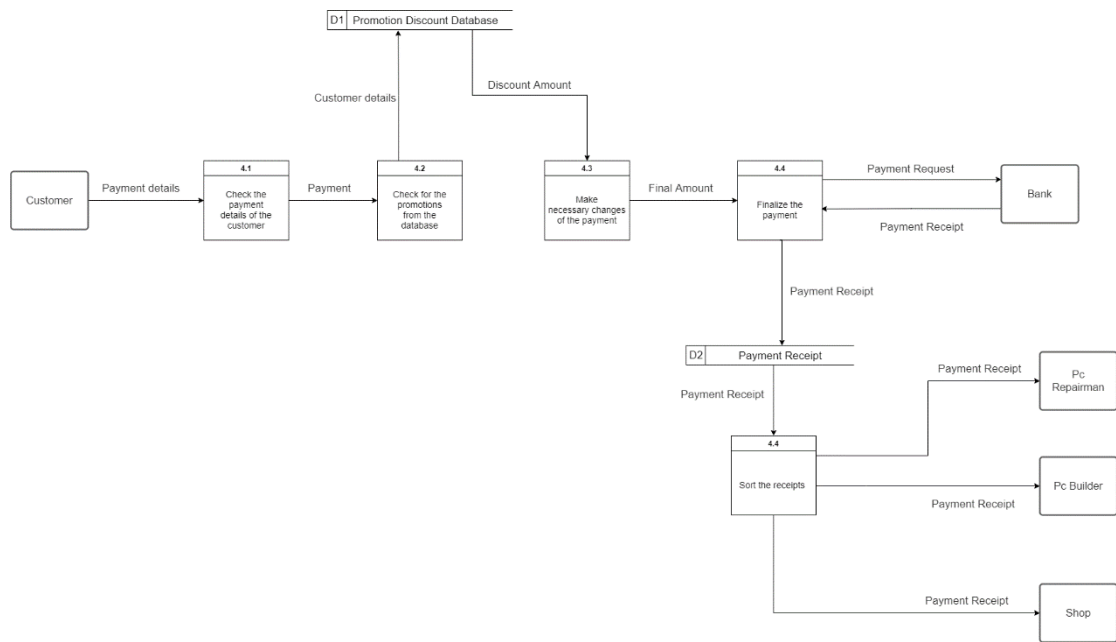 D1 Promotion Discount Database
Discount Amount
Customer details
4.1
4.2
4.3
4.4
Customer
Payment details
Check the
payment
details of the
customer
Payment
Check for the
promotions
from the
database
Make
necessary changes
of the payment
Final Amount
Finalize the
payment
Payment Request
Bank
Payment Receipt
Payment Receipt
D2 Payment Receipt
Payment Receipt
4.4
Sort the receipts
Payment Receipt
Pc
Repairman
Pc Builder
Payment Receipt
Payment Receipt
Shop